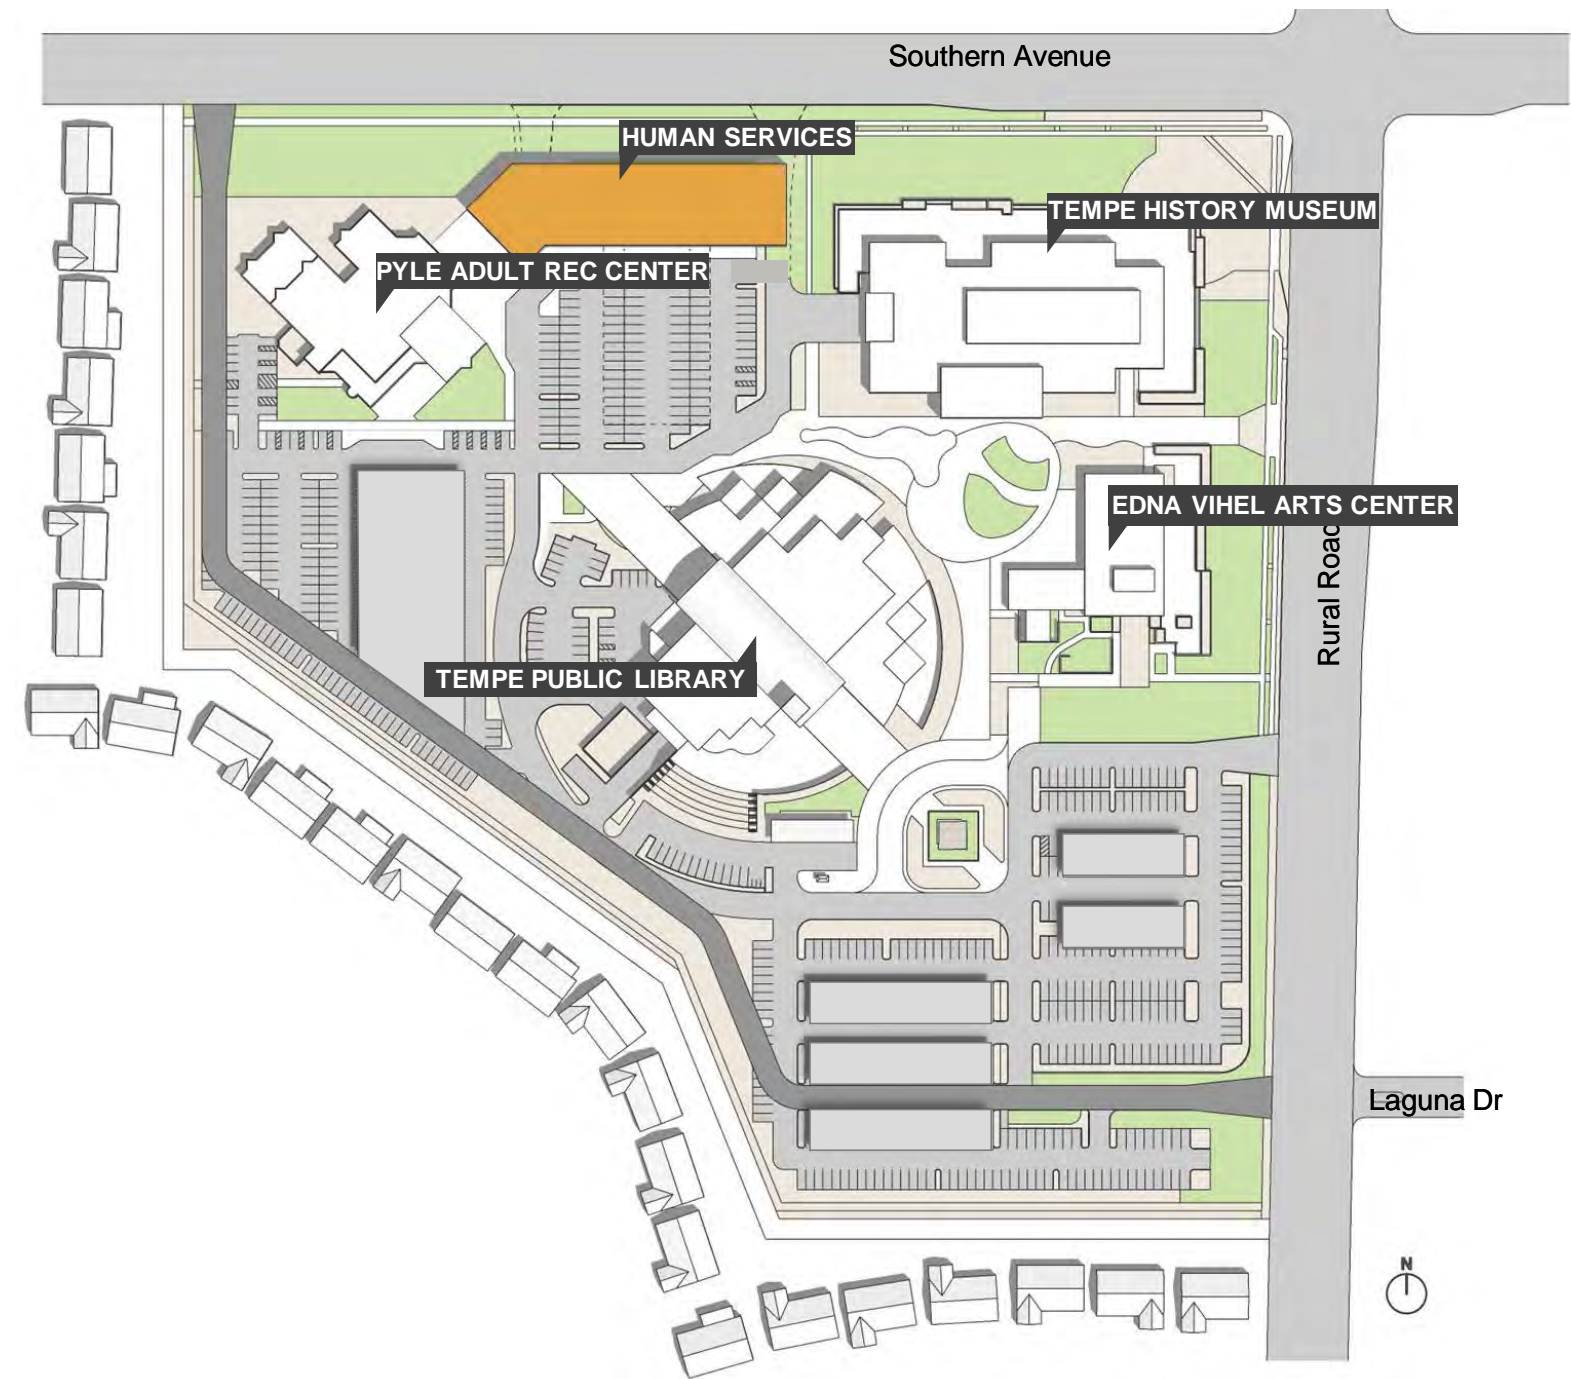 Southern Avenue
HUMAN SERVICES
TEMPE HISTORY MUSEUM
PYLE ADULT REC CENTER
EDNA VIHEL ARTS CENTER
Rural Road
TEMPE PUBLIC LIBRARY
Laguna Dr
N